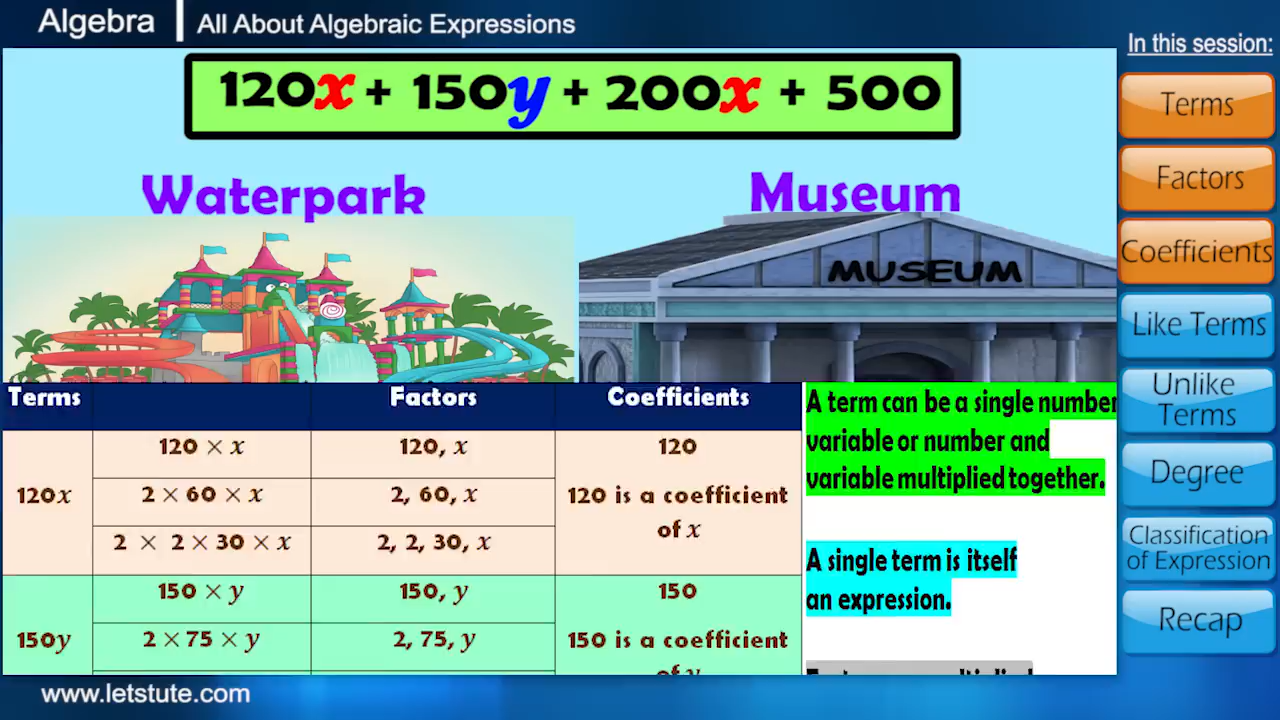 Algebra
All About Algebraic Expressions
In this session:
120x + 150y + 200x + 500
Waterpark
Museum
MUSEUM
Terms
Factors
Coefficients
Like Terms
Unlike
Terms
Degree
Classification
of Expression
Recap
Terms Factors Coefficients
120x
120 × x 120, x 120
2 × 60 × x 2, 60, x 120 is a coefficient
of x
2 × 2 × 30 × x 2, 2, 30, x
150y
150 × y 150, y 150
2 × 75 × y 2, 75, y 150 is a coefficient
A term can be a single number
variable or number and
variable multiplied together.
A single term is itself
an expression.
www.letstute.com